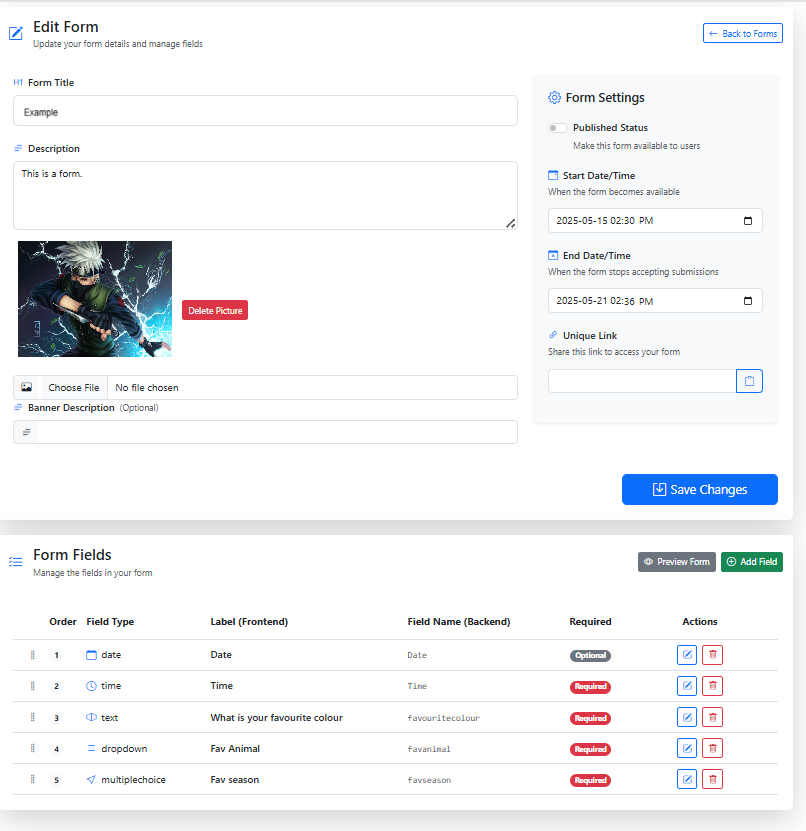 Edit Form
Update your form details and manage fields
← Back to Forms
H1 Form Title
Example
Description
This is a form.
Delete Picture
Choose File No file chosen
Banner Description (Optional)
Form Settings
Published Status
Make this form available to users
Start Date/Time
When the form becomes available
2025-05-15 02:30 PM
End Date/Time
When the form stops accepting submissions
2025-05-21 02:36 PM
Unique Link
Share this link to access your form
Save Changes
Form Fields
Manage the fields in your form
Preview Form Add Field
Order Field Type Label (Frontend) Field Name (Backend) Required Actions
1 date Date Date Optional
2 time Time Time Required
3 text What is your favourite colour favouritecolour Required
4 dropdown Fav Animal favanimal Required
5 multiplechoice Fav season favseason Required